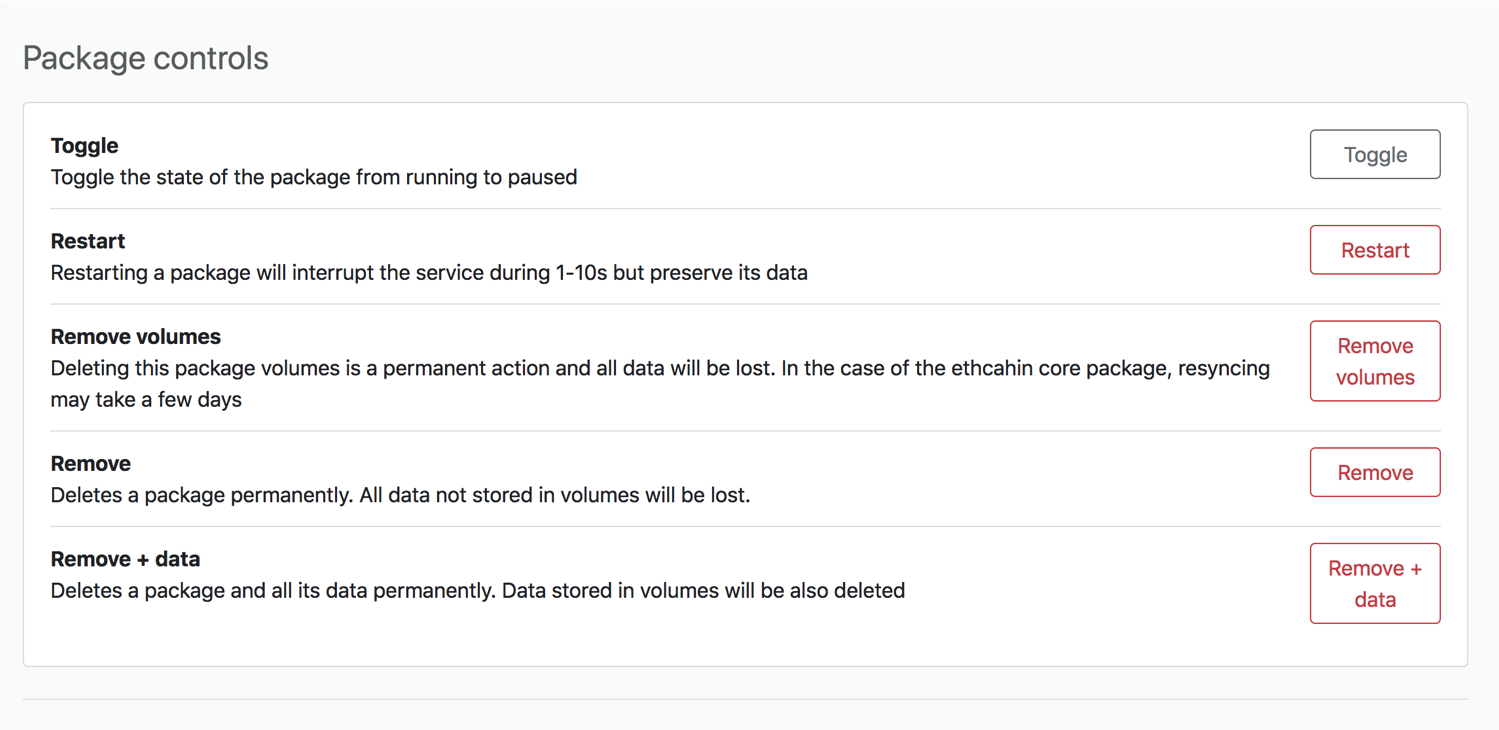 Package controls
Toggle
Toggle the state of the package from running to paused
Toggle
Restart
Restarting a package will interrupt the service during 1-10s but preserve its data
Restart
Remove volumes
Deleting this package volumes is a permanent action and all data will be lost. In the case of the ethcahin core package, resyncing
may take a few days
Remove
volumes
Remove
Deletes a package permanently. All data not stored in volumes will be lost.
Remove
Remove + data
Deletes a package and all its data permanently. Data stored in volumes will be also deleted
Remove +
data